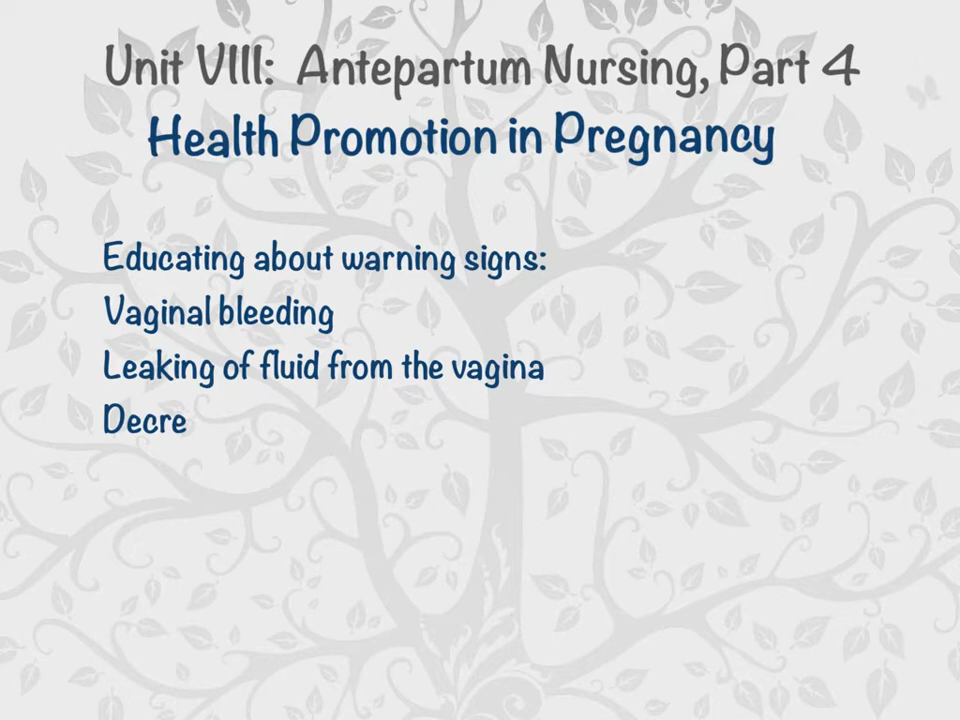 Unit VIII: Antepartum Nursing, Part 4
Health Promotion in Pregnancy
Educating about warning signs:
Vaginal bleeding
Leaking of fluid from the vagina
Decre